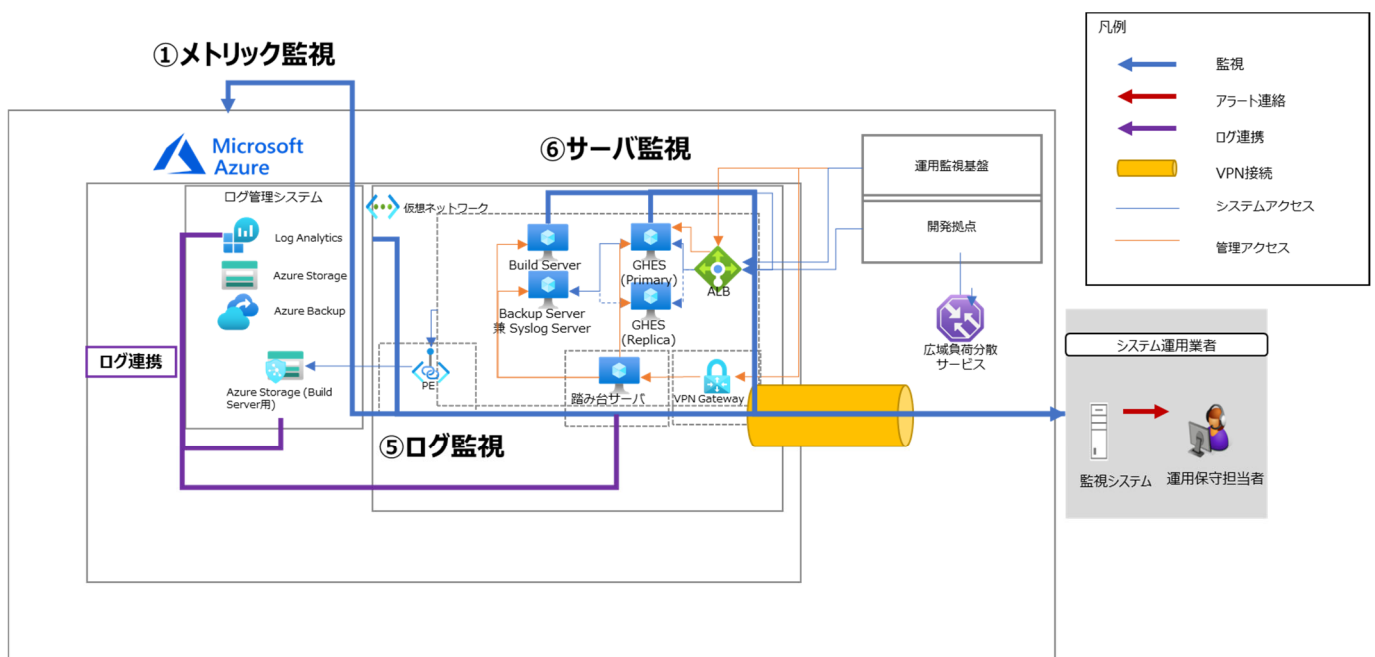 ①メトリック監視
凡例
監視
アラート連絡
ログ連携
VPN接続
システムアクセス
管理アクセス
Microsoft
Azure
⑥サーバ監視
運用監視基盤
開発拠点
ログ管理システム
仮想ネットワーク
Log Analytics
Azure Storage
Azure Backup
Build Server
GHES
(Primary)
ALB
Backup Server
兼 Syslog Server
GHES
(Replica)
広域負荷分散
サービス
システム運用業者
ログ連携
Azure Storage (Build
Server用)
PE
踏み台サーバ
VPN Gateway
⑤ログ監視
監視システム
運用保守担当者